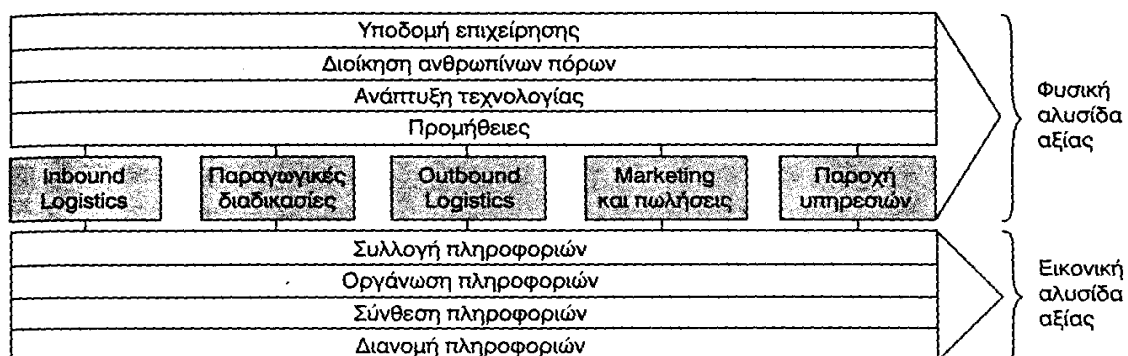 Υποδομή επιχείρησης
Διοίκηση ανθρωπίνων πόρων
Ανάπτυξη τεχνολογίας
Προμήθειες
Φυσική
αλυσίδα
αξίας
Inbound
Logistics
Παραγωγικές
διαδικασίες
Outbound
Logistics
Marketing
και πωλήσεις
Παροχή
υπηρεσιών
Συλλογή πληροφοριών
Οργάνωση πληροφοριών
Σύνθεση πληροφοριών
Διανομή πληροφοριών
Εικονική
αλυσίδα
αξίας